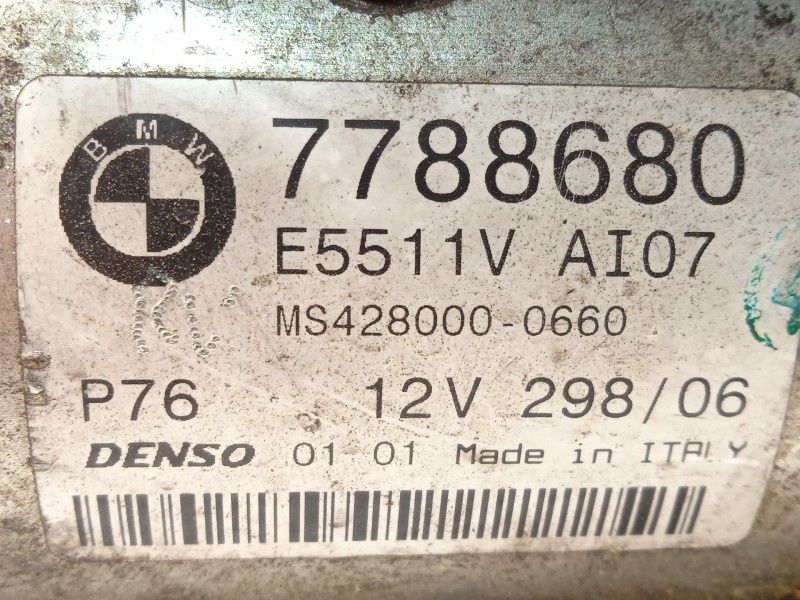 BMW
7788680
E5511V AI07
MS428000-0660
P76 12V 298/06
DENSO 01 01 Made in ITALY